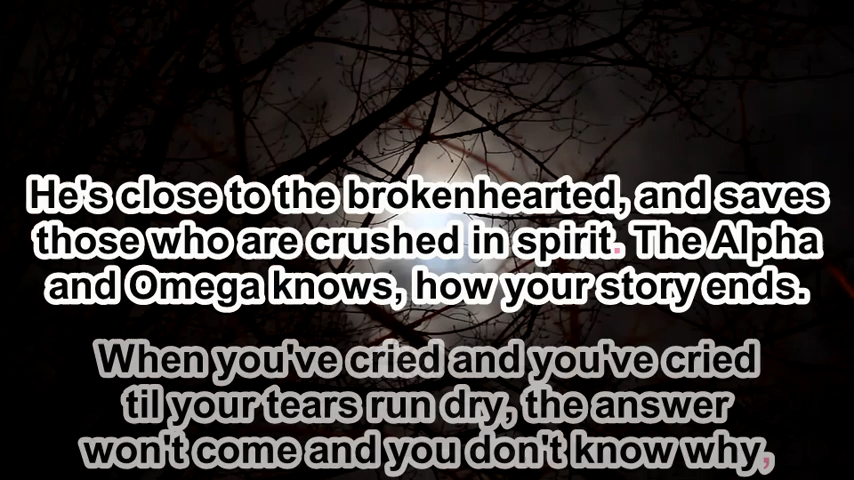 He's close to the brokenhearted, and saves
those who are crushed in spirit. The Alpha
and Omega knows, how your story ends.
When you've cried and you've cried
til your tears run dry, the answer
won't come and you don't know why,